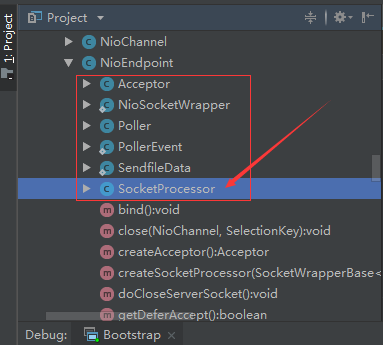 1: Project
Project
NioChannel
NioEndpoint
Acceptor
NioSocketWrapper
Poller
PollerEvent
SendfileData
SocketProcessor
bind():void
close(NioChannel, SelectionKey):void
createAcceptor():Acceptor
createSocketProcessor(SocketWrapperBase<
doCloseServerSocket():void
getDeferAccept():boolean
Debug: Bootstrap